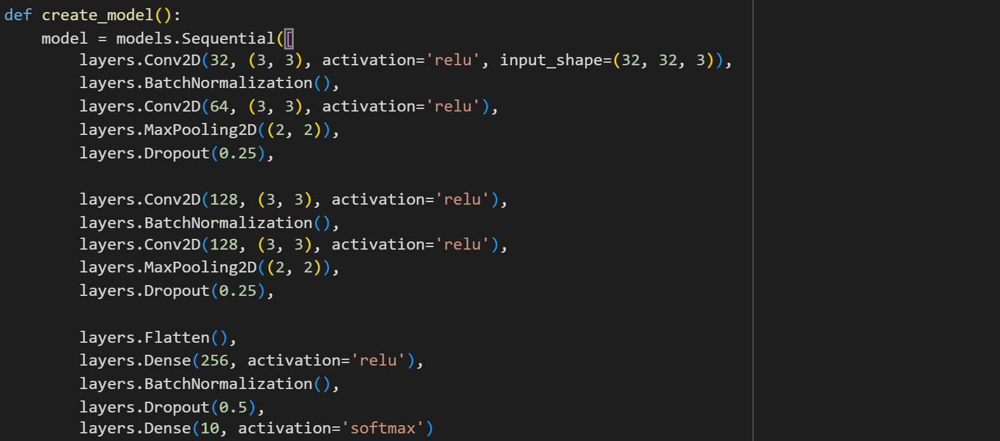 def create_model():
    model = models.Sequential([
        layers.Conv2D(32, (3, 3), activation='relu', input_shape=(32, 32, 3)),
        layers.BatchNormalization(),
        layers.Conv2D(64, (3, 3), activation='relu'),
        layers.MaxPooling2D((2, 2)),
        layers.Dropout(0.25),

        layers.Conv2D(128, (3, 3), activation='relu'),
        layers.BatchNormalization(),
        layers.Conv2D(128, (3, 3), activation='relu'),
        layers.MaxPooling2D((2, 2)),
        layers.Dropout(0.25),

        layers.Flatten(),
        layers.Dense(256, activation='relu'),
        layers.BatchNormalization(),
        layers.Dropout(0.5),
        layers.Dense(10, activation='softmax')